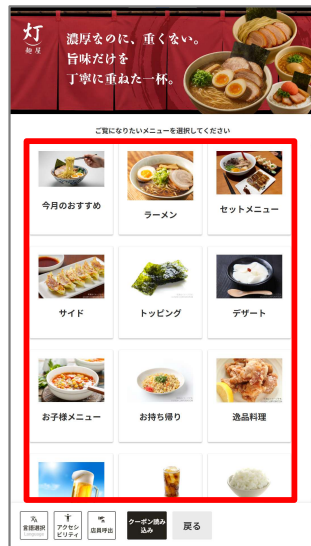 灯
麺屋
濃厚なのに、重くない。
旨味だけを
丁寧に重ねた一杯。
ご覧になりたいメニューを選択してください
今月のおすすめ
ラーメン
セットメニュー
サイド
トッピング
デザート
お子様メニュー
お持ち帰り
逸品料理
言語選択
Language
アクセシ
ビリティ
店員呼出
クーポン読み
込み
戻る